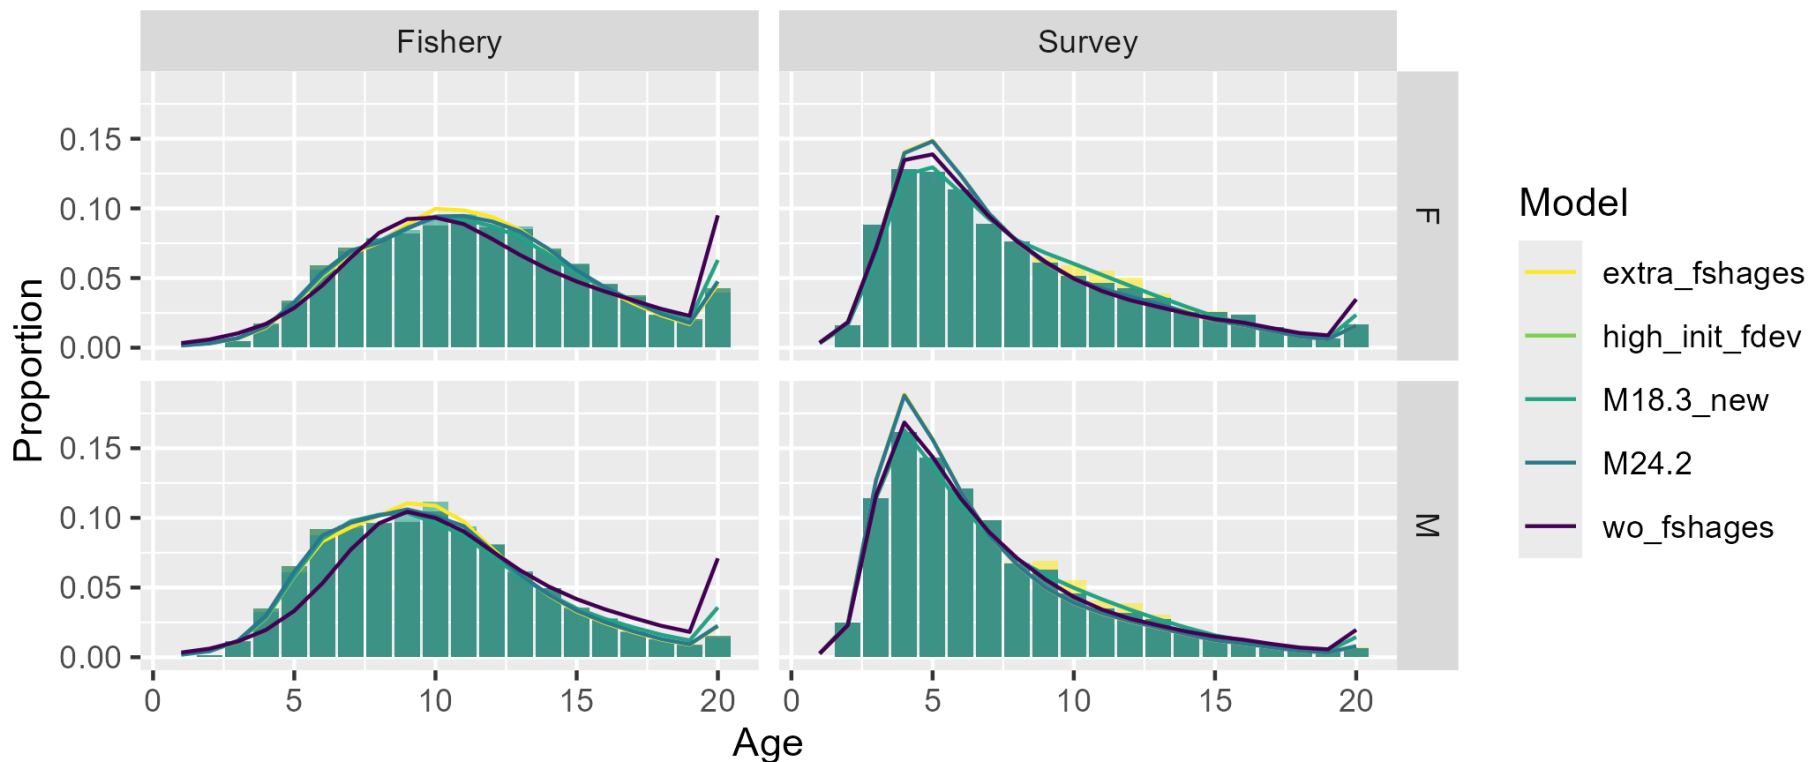 Fishery
Survey
Proportion
0.15
0.10
0.05
0.00
F
0.15
0.10
0.05
0.00
M
0
5
10
15
20
0
5
10
15
20
Age
Model
extra_fshages
high_init_fdev
M18.3_new
M24.2
wo_fshages